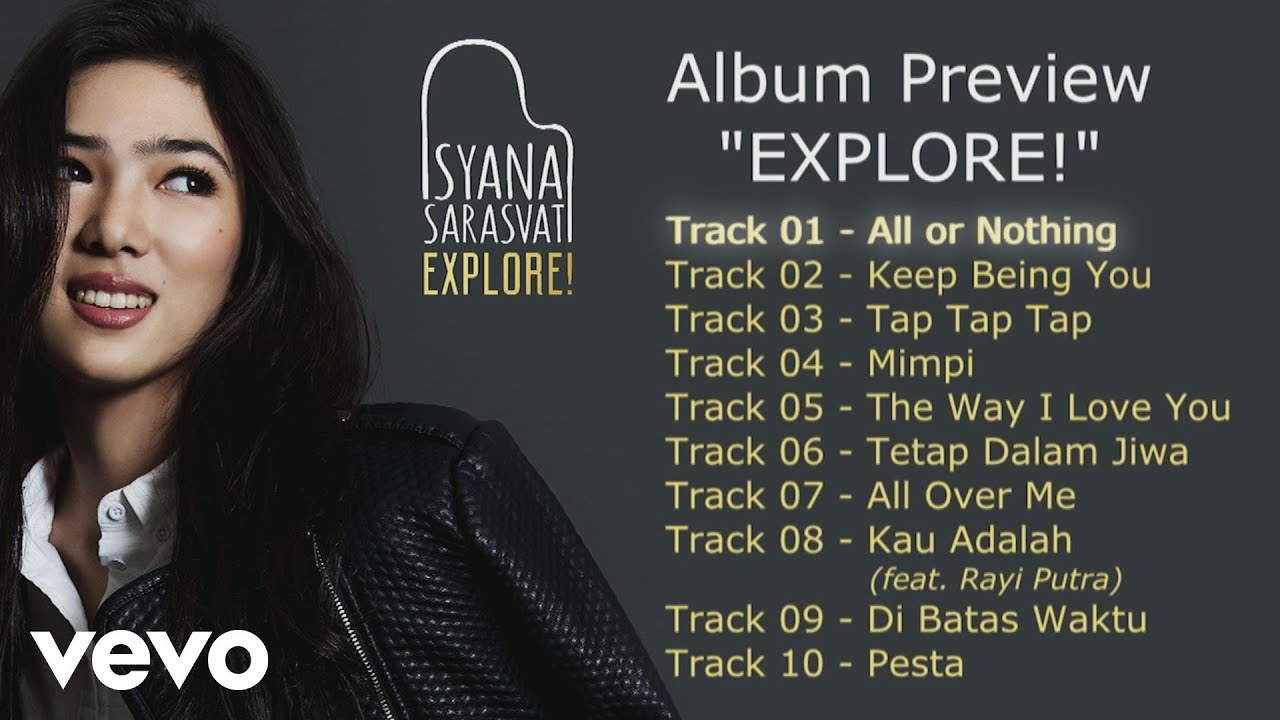 ISYANA
SARASVATI
EXPLORE!
Album Preview
"EXPLORE!"
Track 01 - All or Nothing
Track 02 - Keep Being You
Track 03 - Tap Tap Tap
Track 04 - Mimpi
Track 05 - The Way I Love You
Track 06 - Tetap Dalam Jiwa
Track 07 - All Over Me
Track 08 - Kau Adalah
(feat. Rayi Putra)
Track 09 - Di Batas Waktu
Track 10 - Pesta
vevo